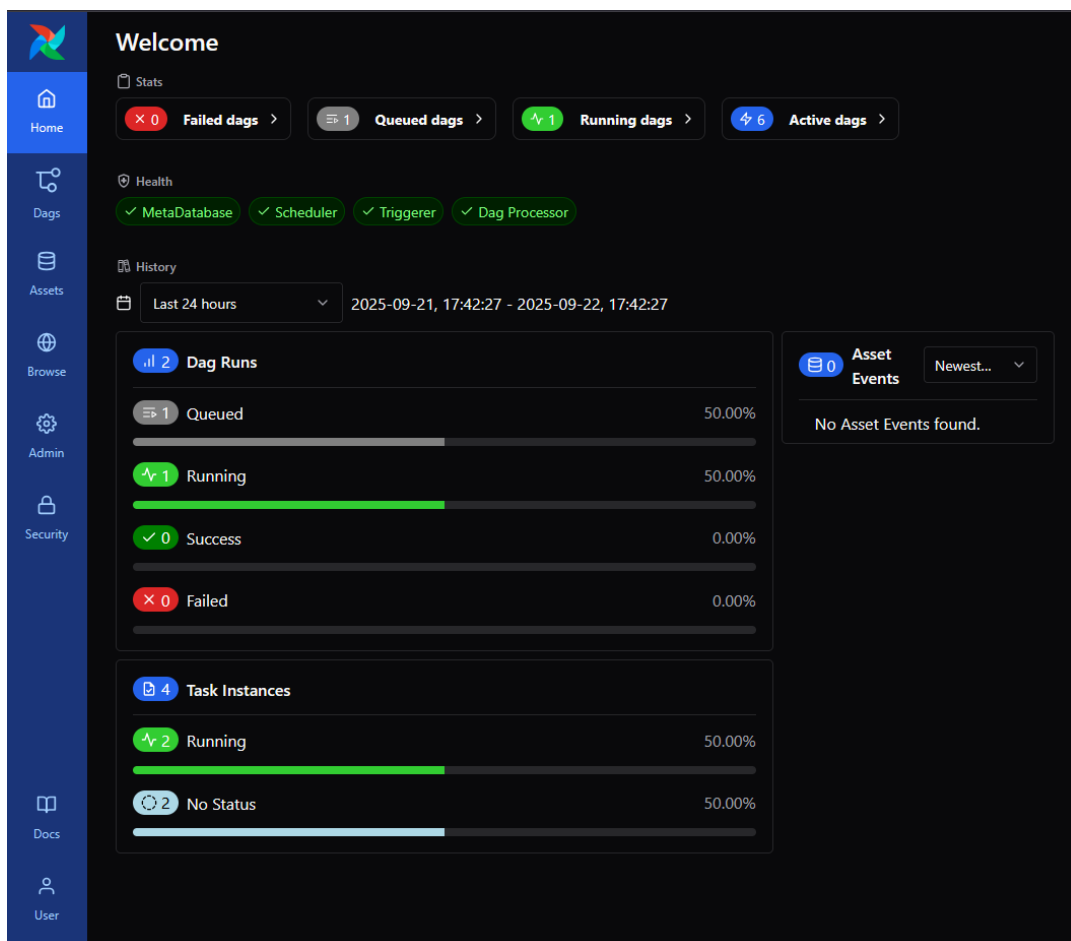 Welcome
Stats
0 Failed dags
1 Queued dags
1 Running dags
6 Active dags
Home
Dags
Assets
Browse
Admin
Security
Docs
User
Health
MetaDatabase
Scheduler
Triggerer
Dag Processor
History
Last 24 hours
2025-09-21, 17:42:27 - 2025-09-22, 17:42:27
2 Dag Runs
1 Queued 50.00%
1 Running 50.00%
0 Success 0.00%
0 Failed 0.00%
4 Task Instances
2 Running 50.00%
2 No Status 50.00%
0 Asset
Events
Newest...
No Asset Events found.